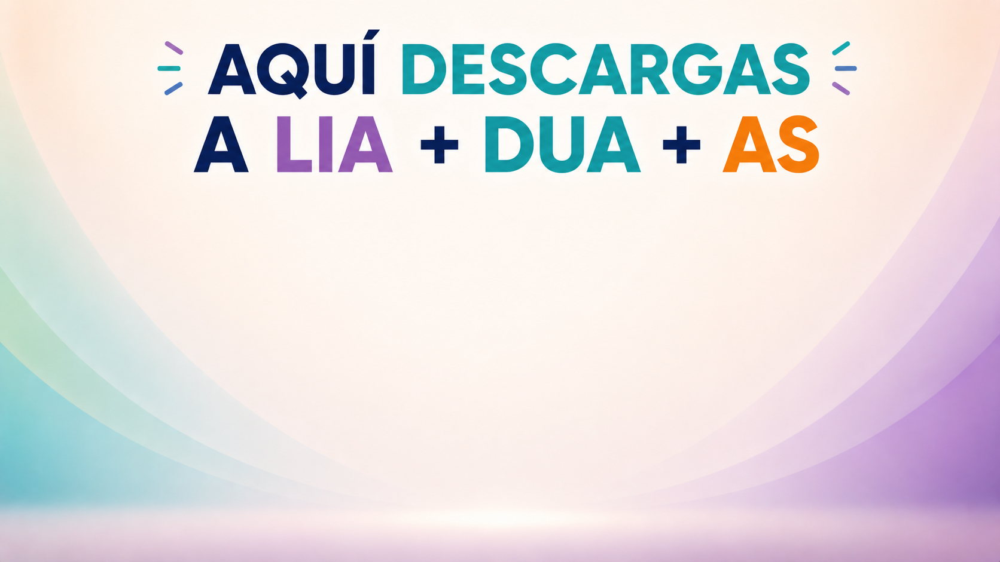 AQUÍ DESCARGAS
A LIA + DUA + AS